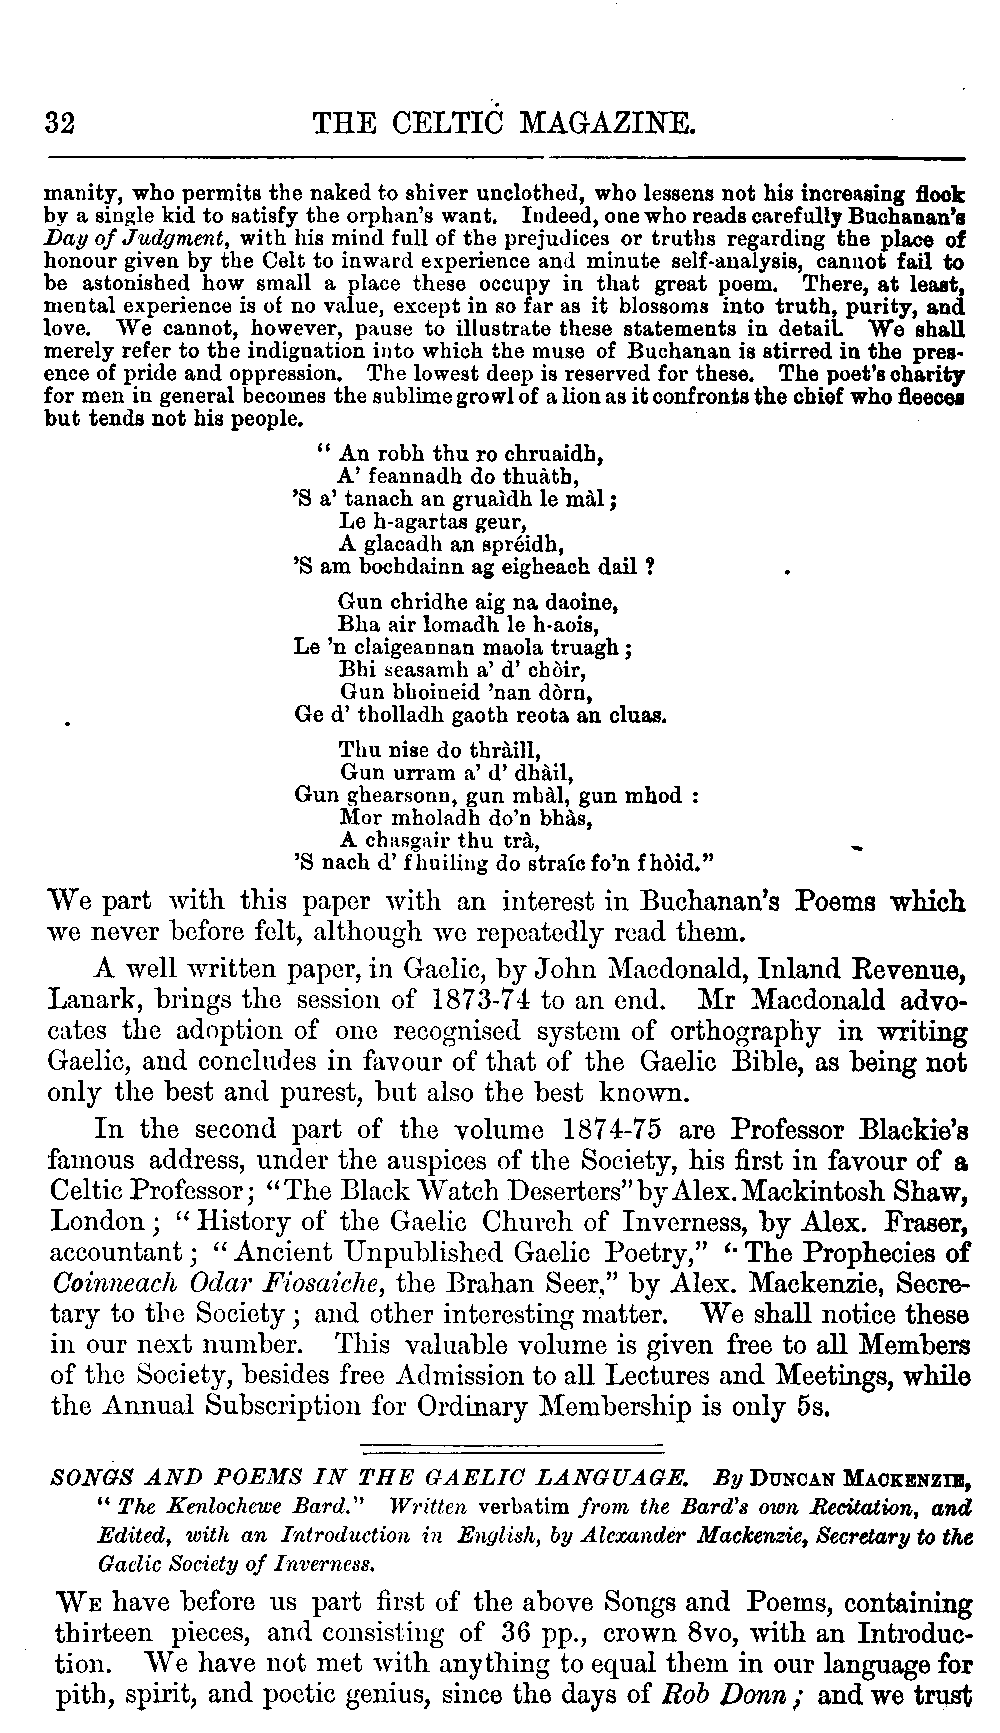 32 THE CELTIC MAGAZINE.
manity, who permits the naked to shiver unclothed, who lessens not his increasing flock
by a single kid to satisfy the orphan's want. Indeed, one who reads carefully Buchanan's
Day of Judgment, with his mind full of the prejudices or truths regarding the place of
honour given by the Celt to inward experience and minute self-analysis, cannot fail to
be astonished how small a place these occupy in that great poem. There, at least,
mental experience is of no value, except in so far as it blossoms into truth, purity, and
love. We cannot, however, pause to illustrate these statements in detail. We shall
merely refer to the indignation into which the muse of Buchanan is stirred in the pres-
ence of pride and oppression. The lowest deep is reserved for these. The poet's charity
for men in general becomes the sublime growl of a lion as it confronts the chief who fleeces
but tends not his people.
“ An robh thu ro chruaidh,
A' feannadh do thuàth,
'S a' tanach an gruaìdh le màl ;
Le h-agartas geur,
A glacadh an spréidh,
'S am bochdainn ag eigheach dail ?
Gun chridhe aig na daoine,
Bha air lomadh le h-aois,
Le 'n claigeannan maola truagh ;
Bhi seasamh a' d' chòir,
Gun bhoineid 'nan dòrn,
Ge d' tholladh gaoth reota an cluas.
Thu nise do thràill,
Gun urram a' d' dhàil,
Gun ghearsonn, gun mhàl, gun mhod :
Mor mholadh do'n bhàs,
A chasgair thu trà,
'S nach d' fhuiling do straíc fo'n fhòid.”
We part with this paper with an interest in Buchanan's Poems which
we never before felt, although we repeatedly read them.
A well written paper, in Gaelic, by John Macdonald, Inland Revenue,
Lanark, brings the session of 1873-74 to an end. Mr Macdonald advo-
cates the adoption of one recognised system of orthography in writing
Gaelic, and concludes in favour of that of the Gaelic Bible, as being not
only the best and purest, but also the best known.
In the second part of the volume 1874-75 are Professor Blackie's
famous address, under the auspices of the Society, his first in favour of a
Celtic Professor; “The Black Watch Deserters” by Alex. Mackintosh Shaw,
London ; “ History of the Gaelic Church of Inverness, by Alex. Fraser,
accountant ; “ Ancient Unpublished Gaelic Poetry,” “ The Prophecies of
Coinneach Odar Fiosaiche, the Brahan Seer,” by Alex. Mackenzie, Secre-
tary to the Society ; and other interesting matter. We shall notice these
in our next number. This valuable volume is given free to all Members
of the Society, besides free Admission to all Lectures and Meetings, while
the Annual Subscription for Ordinary Membership is only 5s.
SONGS AND POEMS IN THE GAELIC LANGUAGE. By DUNCAN MACKENZIE,
“ The Kenlochewe Bard.” Written verbatim from the Bard's own Recitation, and
Edited, with an Introduction in English, by Alexander Mackenzie, Secretary to the
Gaelic Society of Inverness.
WE have before us part first of the above Songs and Poems, containing
thirteen pieces, and consisting of 36 pp., crown 8vo, with an Introduc-
tion. We have not met with anything to equal them in our language for
pith, spirit, and poetic genius, since the days of Rob Donn ; and we trust